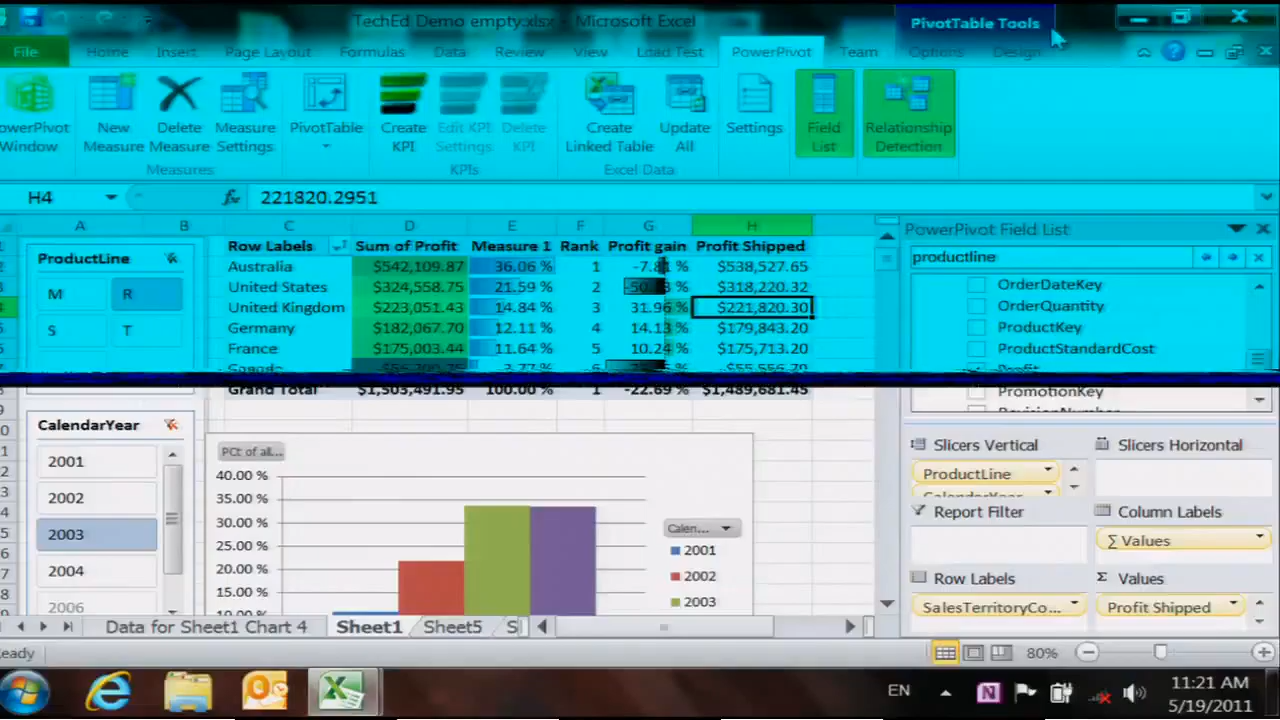 TechEd Demo empty.xlsx - Microsoft Excel
PivotTable Tools
File Home Insert Page Layout Formulas Data Review View Load Test PowerPivot Team Options Design
PowerPivot Window
New Measure
Delete Measure
Measure Settings
PivotTable
Create KPI
Edit KPI Settings
Delete KPI
Create Linked Table
Update All
Settings
Field List
Relationship Detection
Measures KPIs Excel Data
H4 fx 221820.2951
A B C D E F G H
PowerPivot Field List
productline
ProductLine
M R
S T
Row Labels Sum of Profit Measure 1 Rank Profit gain Profit Shipped
Australia $542,109.87 36.06 % 1 % $538,527.65
United States $324,558.75 21.59 % 2 % $318,220.32
United Kingdom $223,051.43 14.84 % 3 31.96 % $221,820.30
Germany $182,067.70 12.11 % 4 14.13 % $179,843.20
France $175,003.44 11.64 % 5 10.24 % $175,713.20
Grand Total $1,503,491.95 100.00 % 1 -22.69 % $1,489,681.45
OrderDateKey
OrderQuantity
ProductKey
ProductStandardCost
Profit
PromotionKey
RevisionNumber
CalendarYear
2001
2002
2003
2004
2006
PCt of all...
40.00 %
35.00 %
30.00 %
25.00 %
20.00 %
15.00 %
10.00 %
Calen...
2001
2002
2003
Slicers Vertical
ProductLine
CalendarYear
Slicers Horizontal
Report Filter
Column Labels
Σ Values
Row Labels
SalesTerritoryCo...
Σ Values
Profit Shipped
Data for Sheet1 Chart 4 Sheet1 Sheet5 S
80%
EN
11:21 AM
5/19/2011